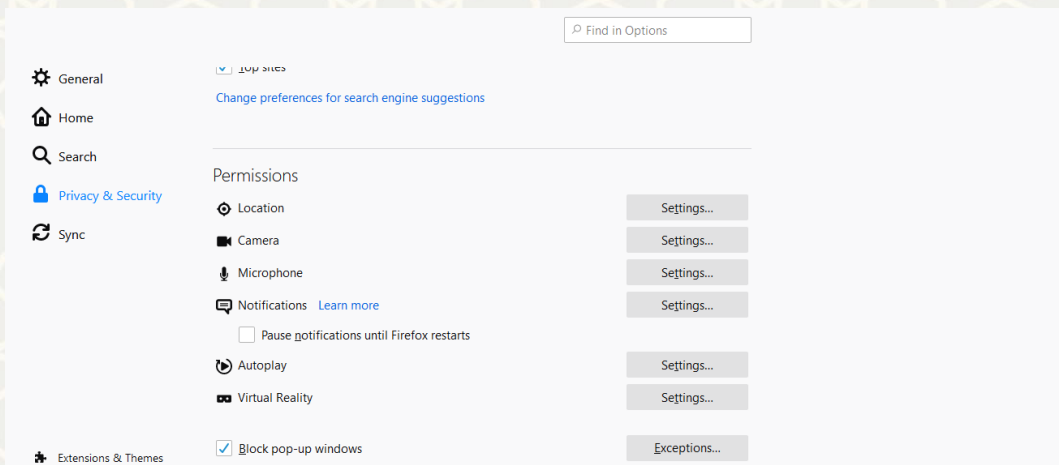 Find in Options
General
Home
Search
Privacy & Security
Sync
Extensions & Themes
Top sites
Change preferences for search engine suggestions
Permissions
Location Settings...
Camera Settings...
Microphone Settings...
Notifications Learn more Settings...
Pause notifications until Firefox restarts
Autoplay Settings...
Virtual Reality Settings...
Block pop-up windows Exceptions...